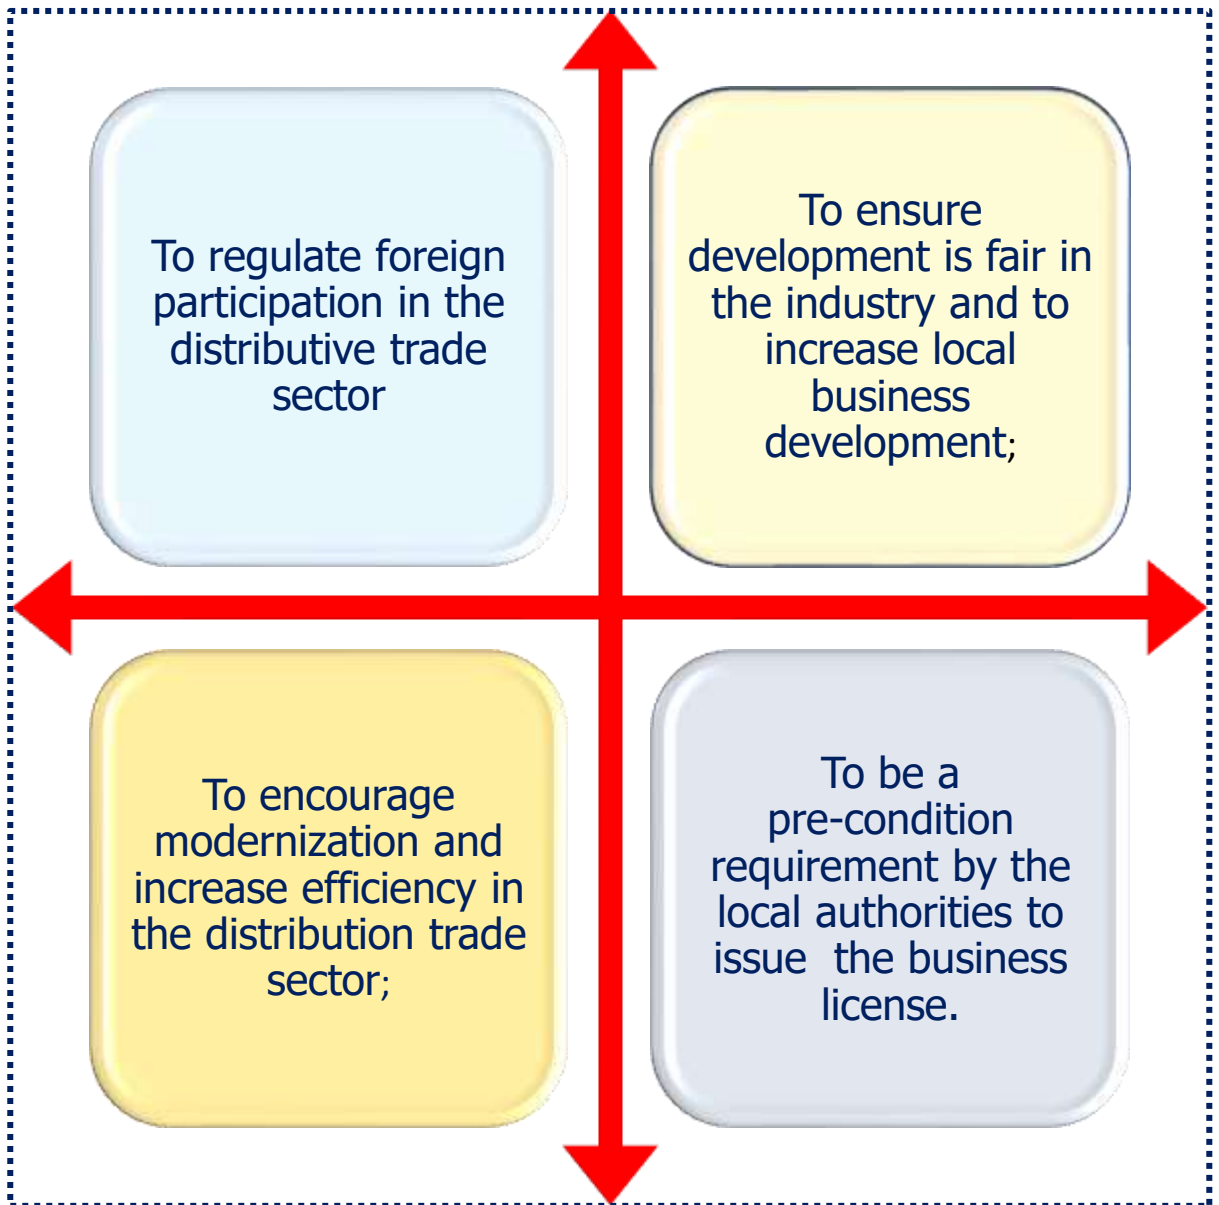 To regulate foreign
participation in the
distributive trade
sector
To ensure
development is fair in
the industry and to
increase local
business
development;
To encourage
modernization and
increase efficiency in
the distribution trade
sector;
To be a
pre-condition
requirement by the
local authorities to
issue  the business
license.